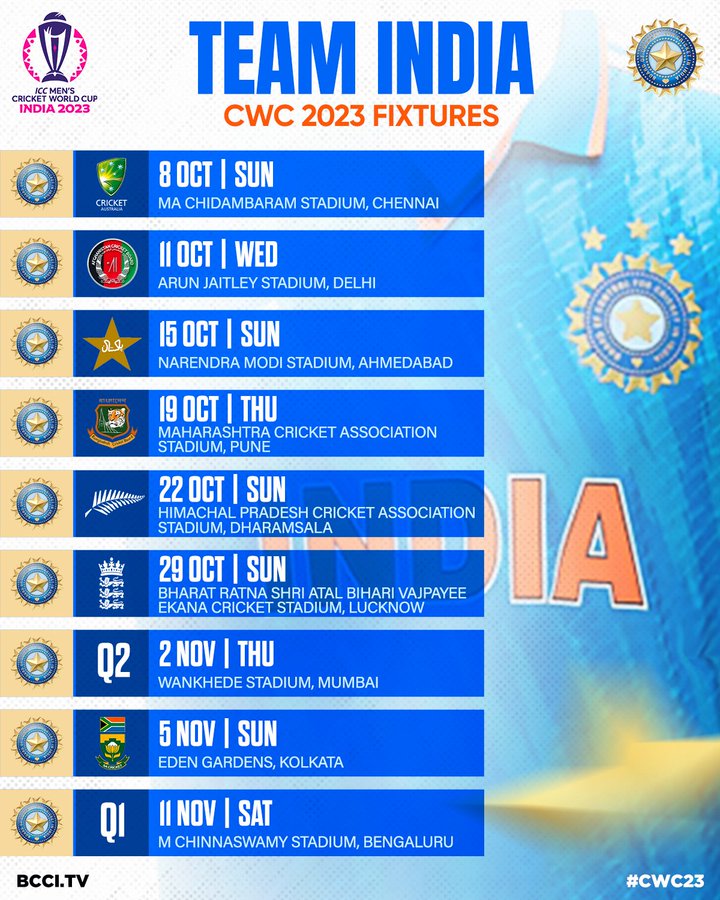 ICC MEN'S
CRICKET WORLD CUP
INDIA 2023
TEAM INDIA
CWC 2023 FIXTURES
CRICKET
AUSTRALIA
8 OCT | SUN
MA CHIDAMBARAM STADIUM, CHENNAI
11 OCT | WED
ARUN JAITLEY STADIUM, DELHI
15 OCT | SUN
NARENDRA MODI STADIUM, AHMEDABAD
19 OCT | THU
MAHARASHTRA CRICKET ASSOCIATION
STADIUM, PUNE
22 OCT | SUN
HIMACHAL PRADESH CRICKET ASSOCIATION
STADIUM, DHARAMSALA
29 OCT | SUN
BHARAT RATNA SHRI ATAL BIHARI VAJPAYEE
EKANA CRICKET STADIUM, LUCKNOW
INDIA
Q2
2 NOV | THU
WANKHEDE STADIUM, MUMBAI
5 NOV | SUN
EDEN GARDENS, KOLKATA
Q1
11 NOV | SAT
M CHINNASWAMY STADIUM, BENGALURU
BCCI.TV
#CWC23